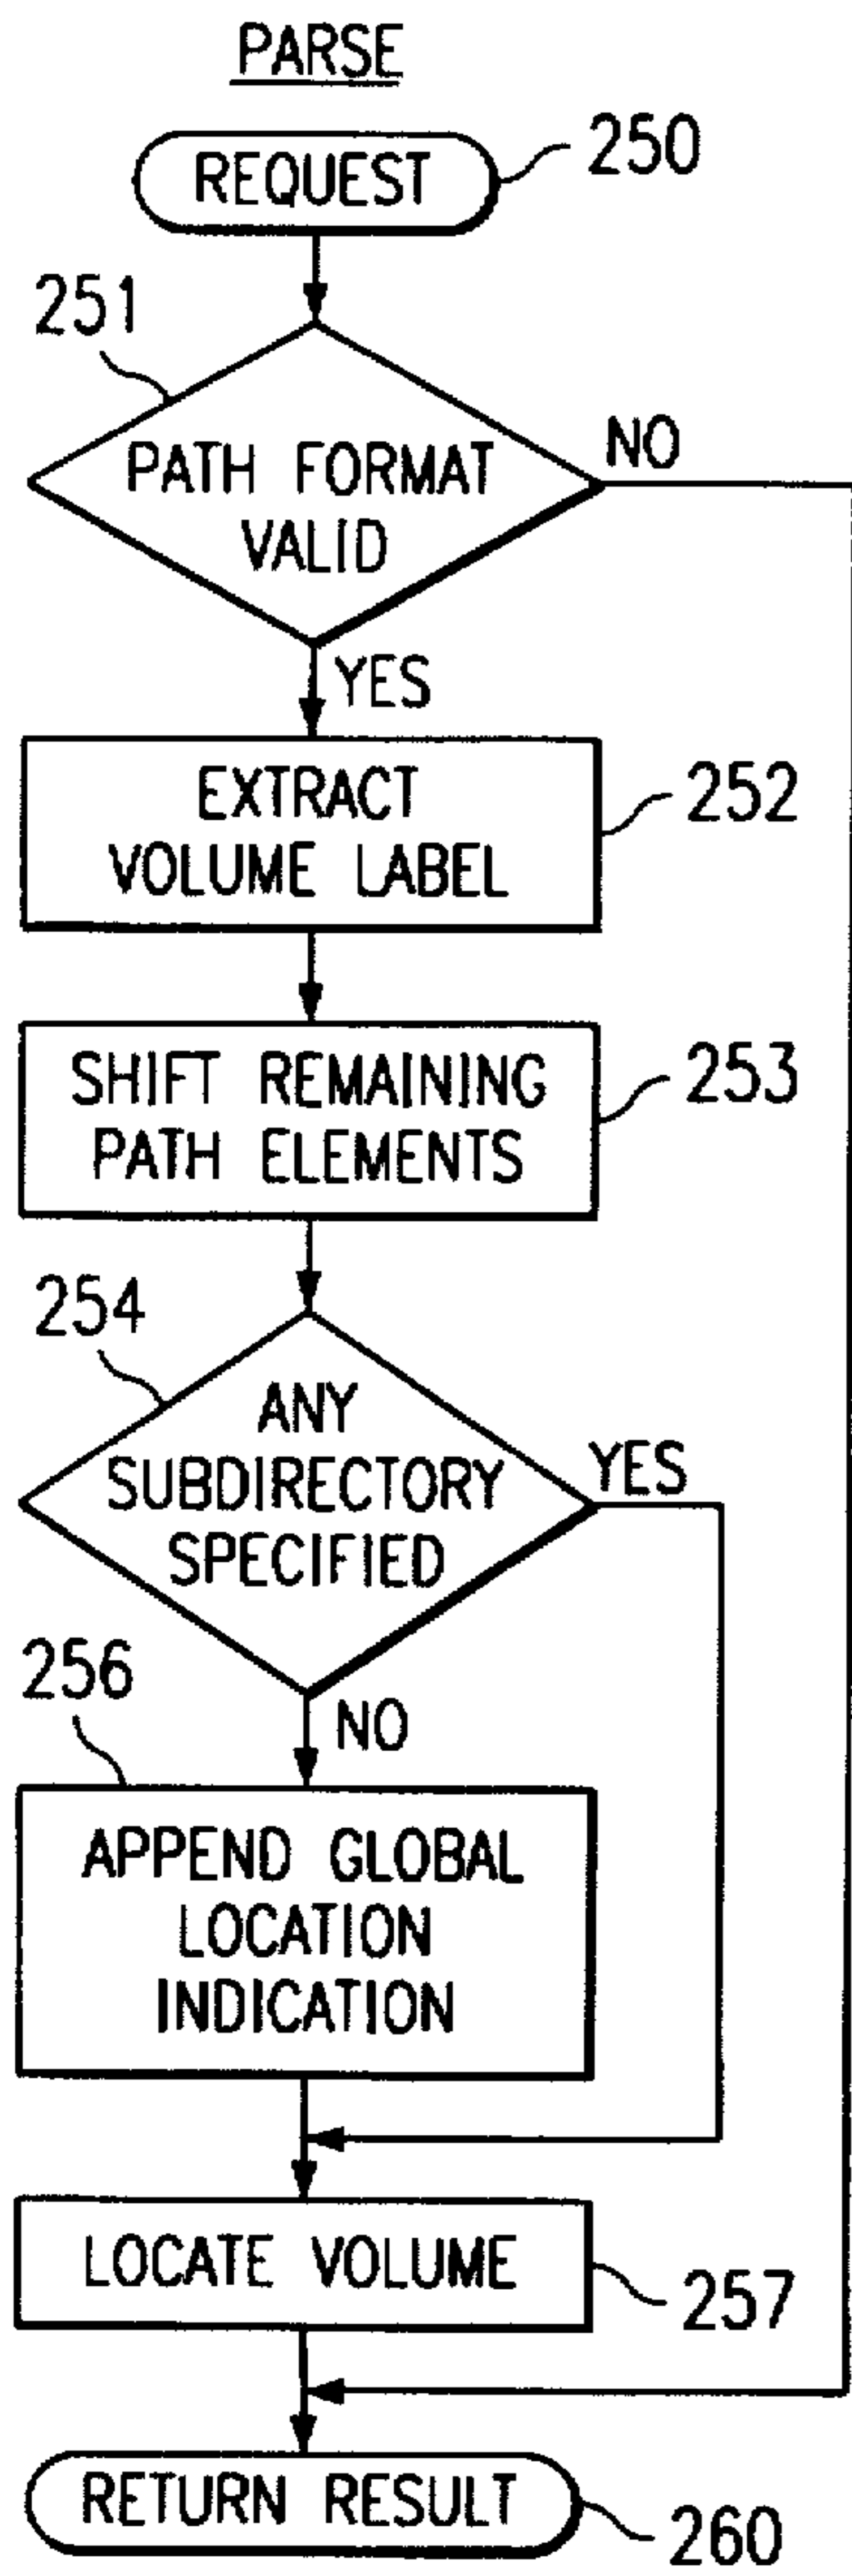 PARSE
REQUEST
250
251
PATH FORMAT
VALID
NO
YES
EXTRACT
VOLUME LABEL
252
SHIFT REMAINING
PATH ELEMENTS
253
254
ANY
SUBDIRECTORY
SPECIFIED
YES
256
NO
APPEND GLOBAL
LOCATION
INDICATION
LOCATE VOLUME
257
RETURN RESULT
260